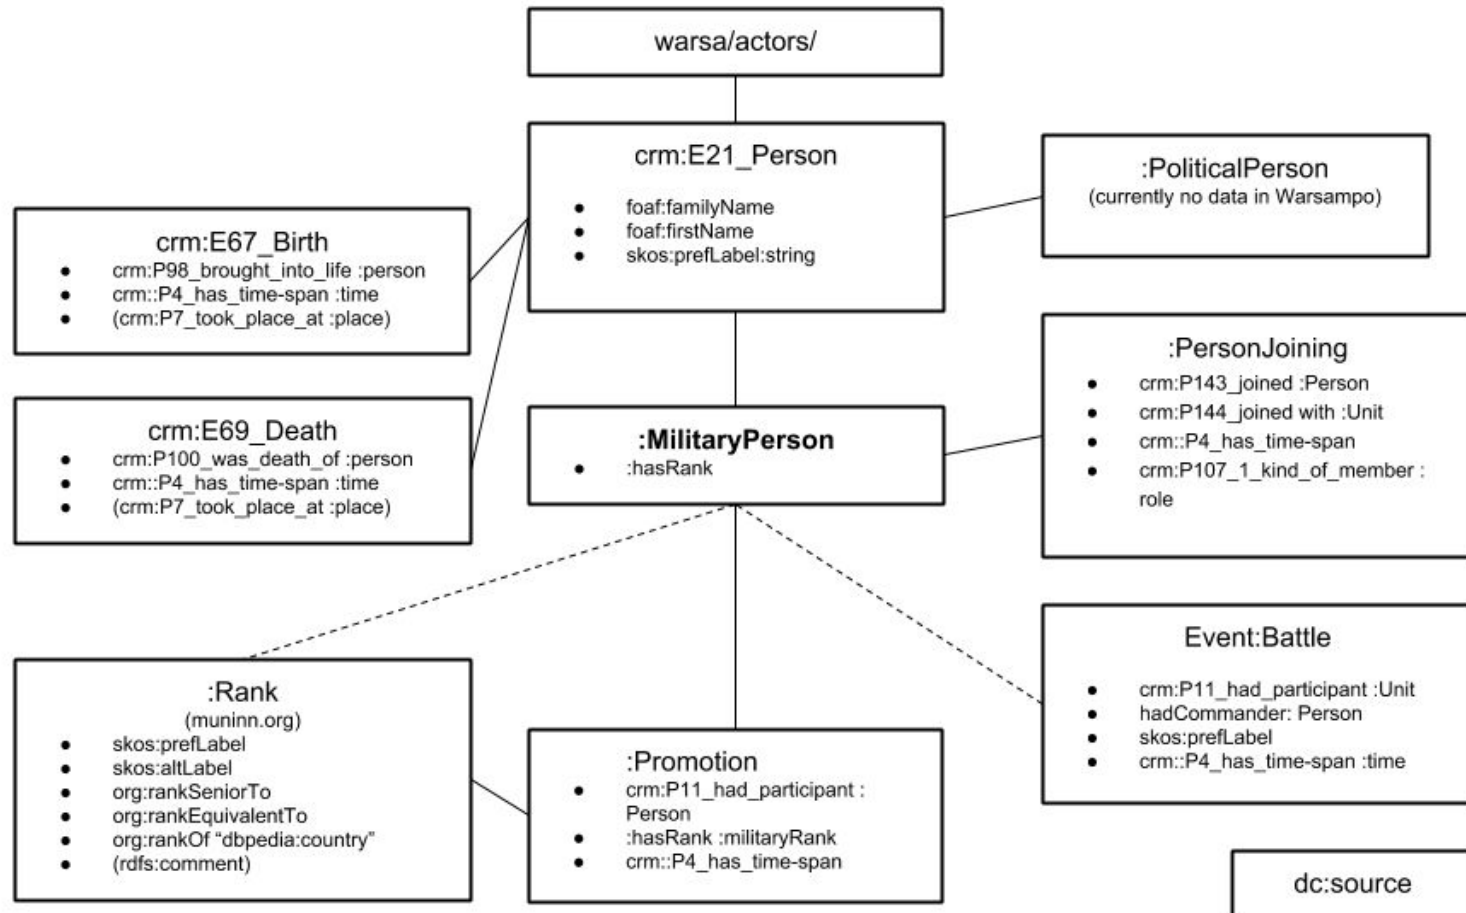 warsa/actors/
crm:E21_Person
● foaf:familyName
● foaf:firstName
● skos:prefLabel:string
:PoliticalPerson
(currently no data in Warsampo)
crm:E67_Birth
● crm:P98_brought_into_life :person
● crm::P4_has_time-span :time
● (crm:P7_took_place_at :place)
crm:E69_Death
● crm:P100_was_death_of :person
● crm::P4_has_time-span :time
● (crm:P7_took_place_at :place)
:MilitaryPerson
● :hasRank
:PersonJoining
● crm:P143_joined :Person
● crm:P144_joined with :Unit
● crm::P4_has_time-span
● crm:P107_1_kind_of_member :
role
:Rank
(muninn.org)
● skos:prefLabel
● skos:altLabel
● org:rankSeniorTo
● org:rankEquivalentTo
● org:rankOf “dbpedia:country”
● (rdfs:comment)
:Promotion
● crm:P11_had_participant :
Person
● :hasRank :militaryRank
● crm::P4_has_time-span
Event:Battle
● crm:P11_had_participant :Unit
● hadCommander: Person
● skos:prefLabel
● crm::P4_has_time-span :time
dc:source